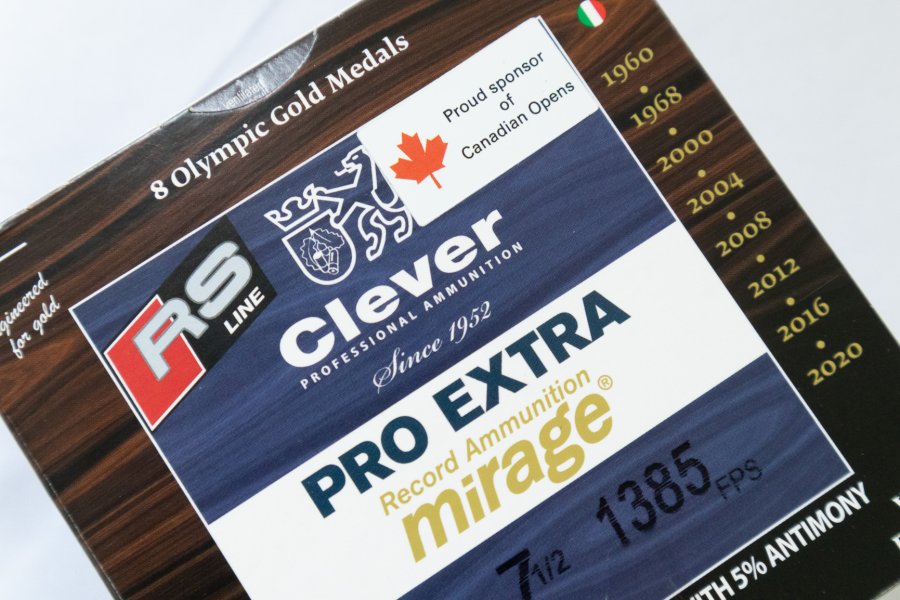 ventilated
8 Olympic Gold Medals
Proud sponsor
of
Canadian Opens
1960
•
1968
•
2000
•
2004
•
2008
•
2012
•
2016
•
2020
for gold
RS
LINE
Clever
PROFESSIONAL AMMUNITION
Since 1952
PRO EXTRA
Record Ammunition
mirage®
7 1/2 1385 FPS
5% ANTIMONY